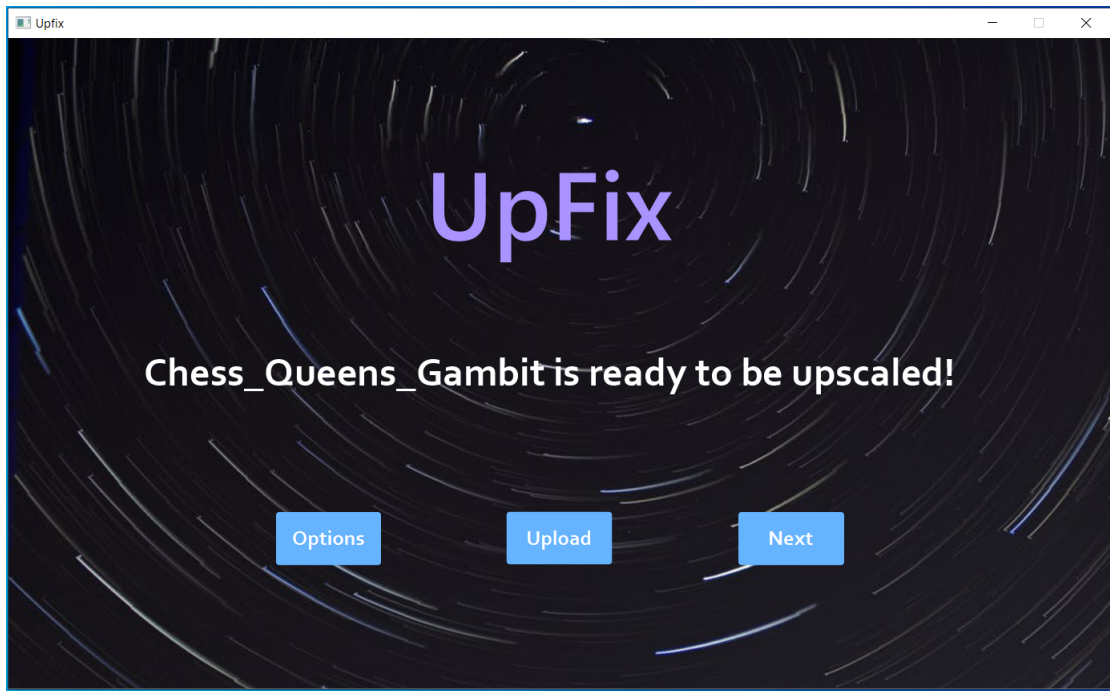 Upfix
UpFix
Chess_Queens_Gambit is ready to be upscaled!
Options
Upload
Next